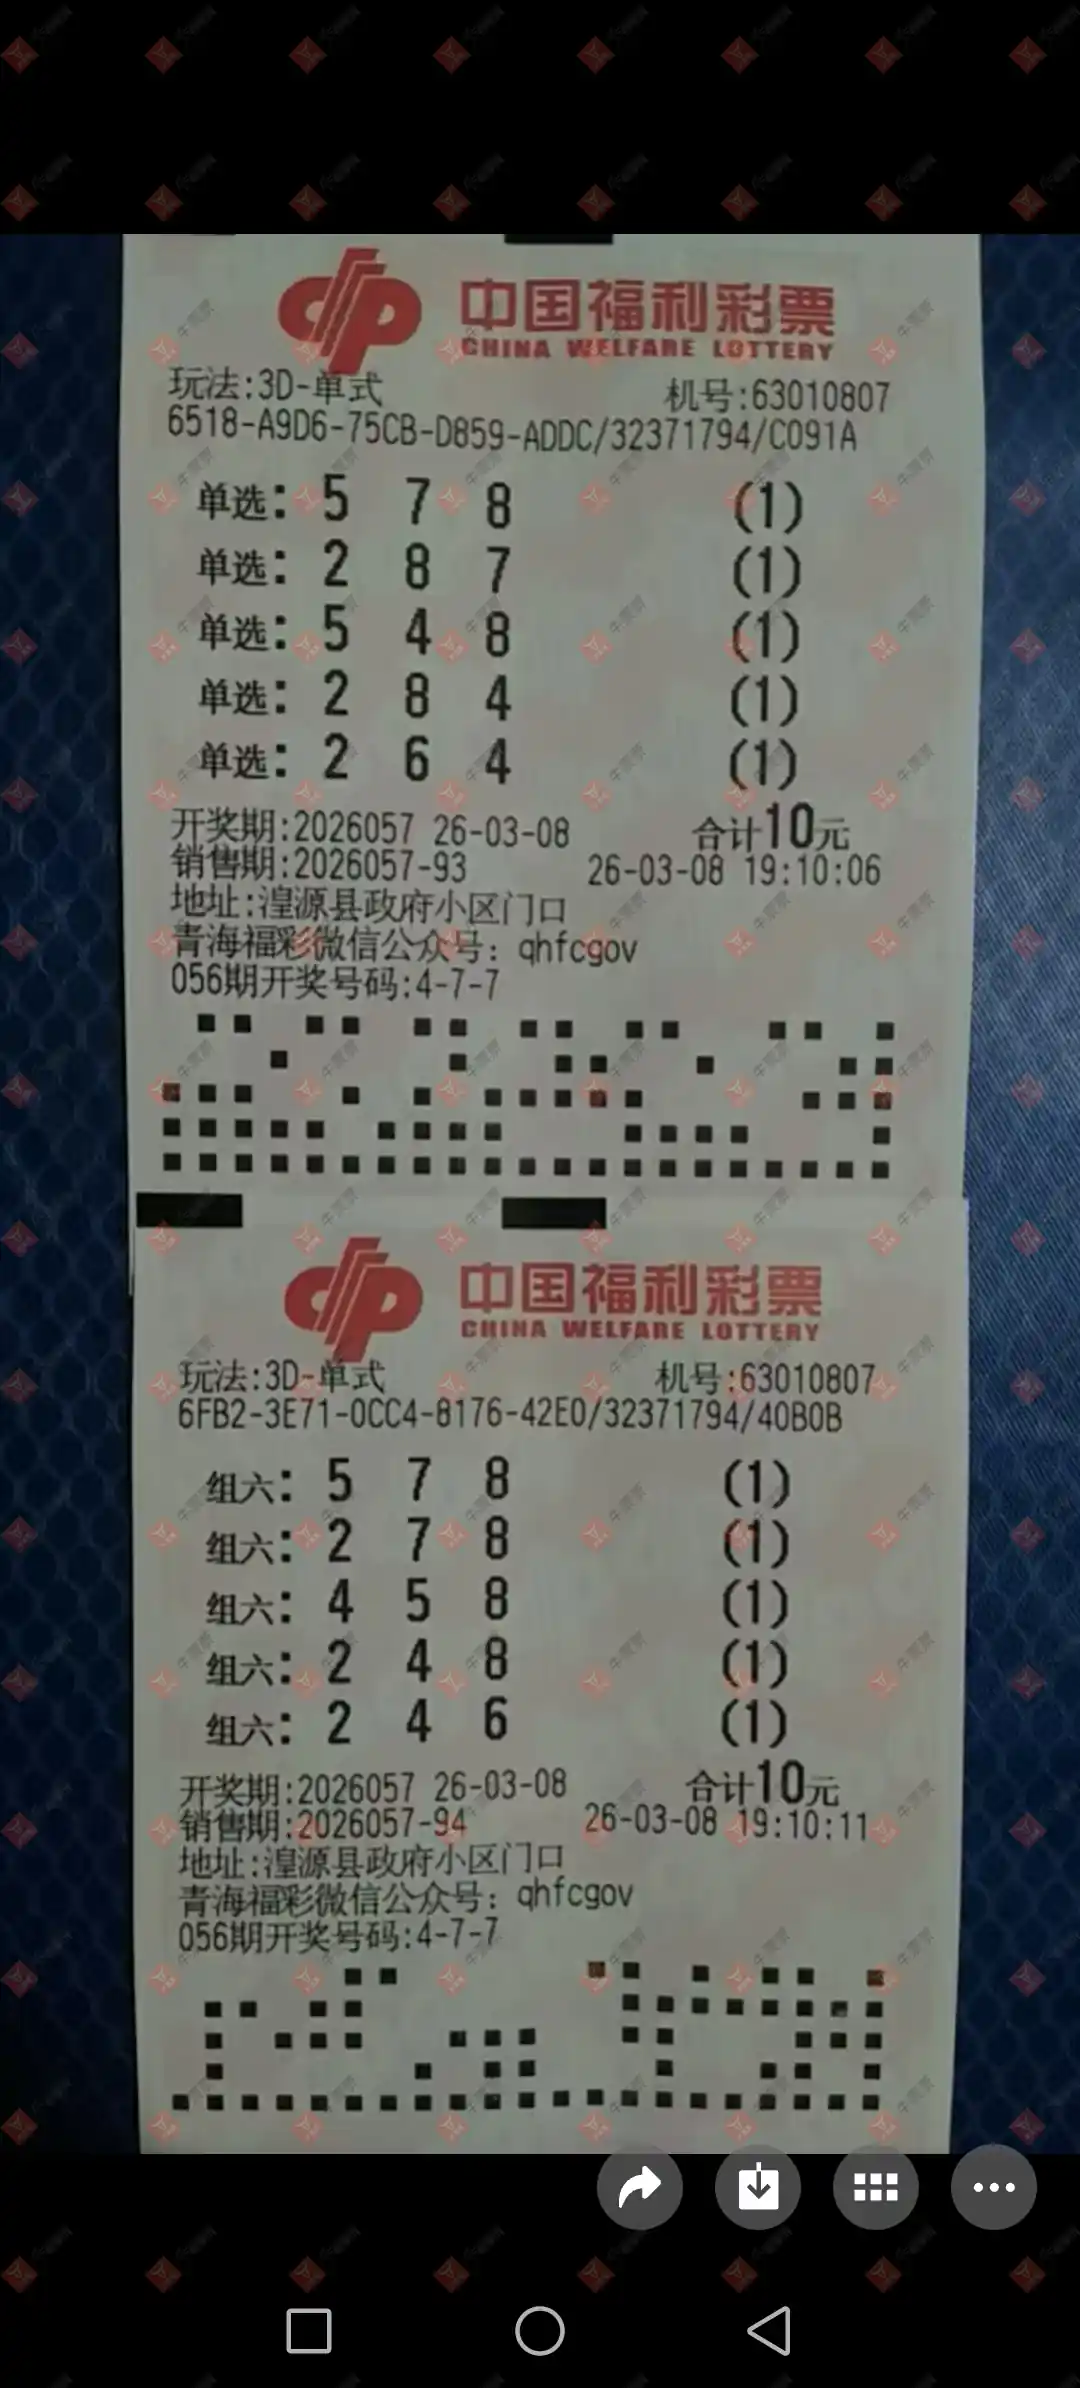 中国福利彩票
CHINA WELFARE LOTTERY
玩法:3D-单式 机号:63010807
6518-A9D6-75CB-D859-ADDC/32371794/C091A
单选: 5 7 8 (1)
单选: 2 8 7 (1)
单选: 5 4 8 (1)
单选: 2 8 4 (1)
单选: 2 6 4 (1)
开奖期:2026057 26-03-08 合计10元
销售期:2026057-93 26-03-08 19:10:06
地址:湟源县政府小区门口
青海福彩微信公众号: qhfcgov
056期开奖号码:4-7-7
中国福利彩票
CHINA WELFARE LOTTERY
玩法:3D-单式 机号:63010807
6FB2-3E71-0CC4-8176-42E0/32371794/40B0B
组六: 5 7 8 (1)
组六: 2 7 8 (1)
组六: 4 5 8 (1)
组六: 2 4 8 (1)
组六: 2 4 6 (1)
开奖期:2026057 26-03-08 合计10元
销售期:2026057-94 26-03-08 19:10:11
地址:湟源县政府小区门口
青海福彩微信公众号: qhfcgov
056期开奖号码:4-7-7